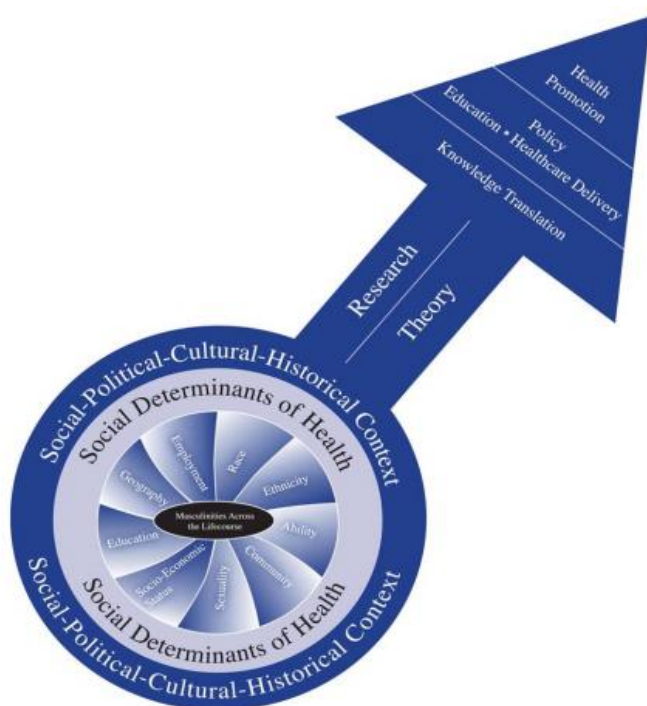 Health
Promotion
Policy
Education • Healthcare Delivery
Knowledge Translation
Research
Theory
Social-Political-Cultural-Historical Context
Social Determinants of Health
Employment
Race
Ethnicity
Geography
Masculinities Across
the Lifecourse
Ability
Education
Community
Socio-Economic
Status
Sexuality
Social Determinants of Health
Social-Political-Cultural-Historical Context